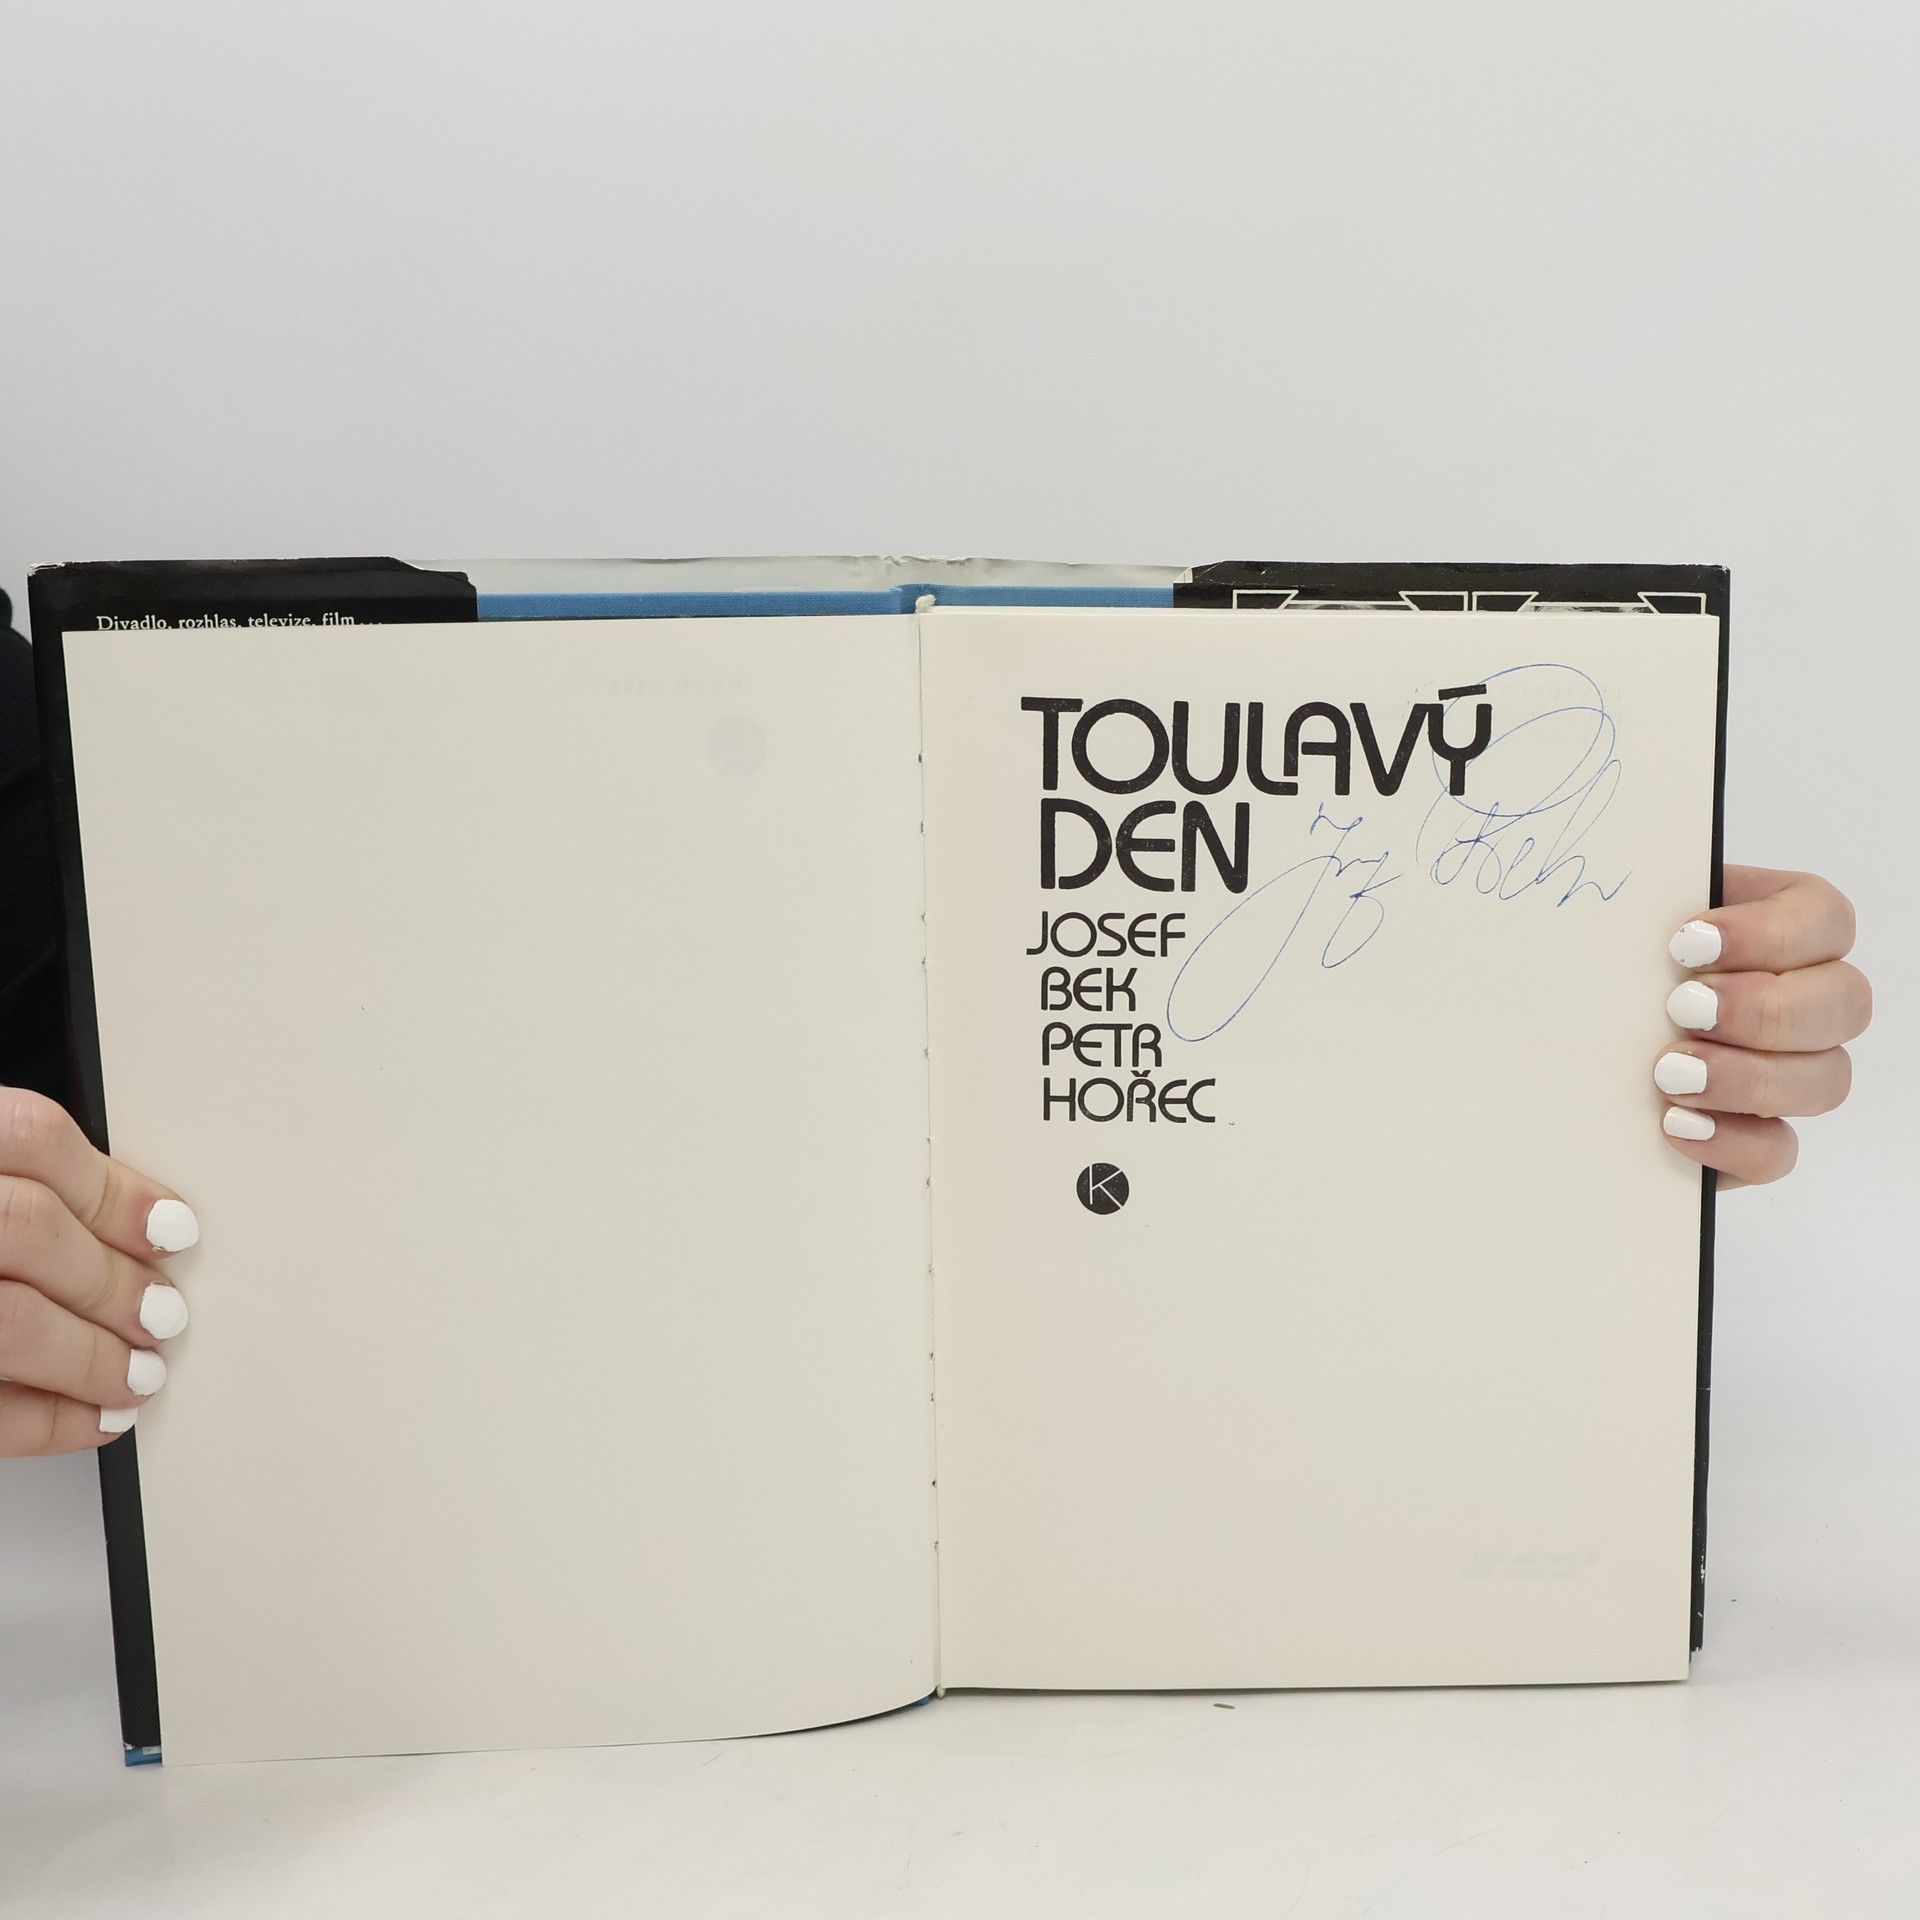 Divadlo, rozhlas, televize, film...
TOULAVÝ
DEN
JOSEF
BEK
PETR
HOŘEC
K